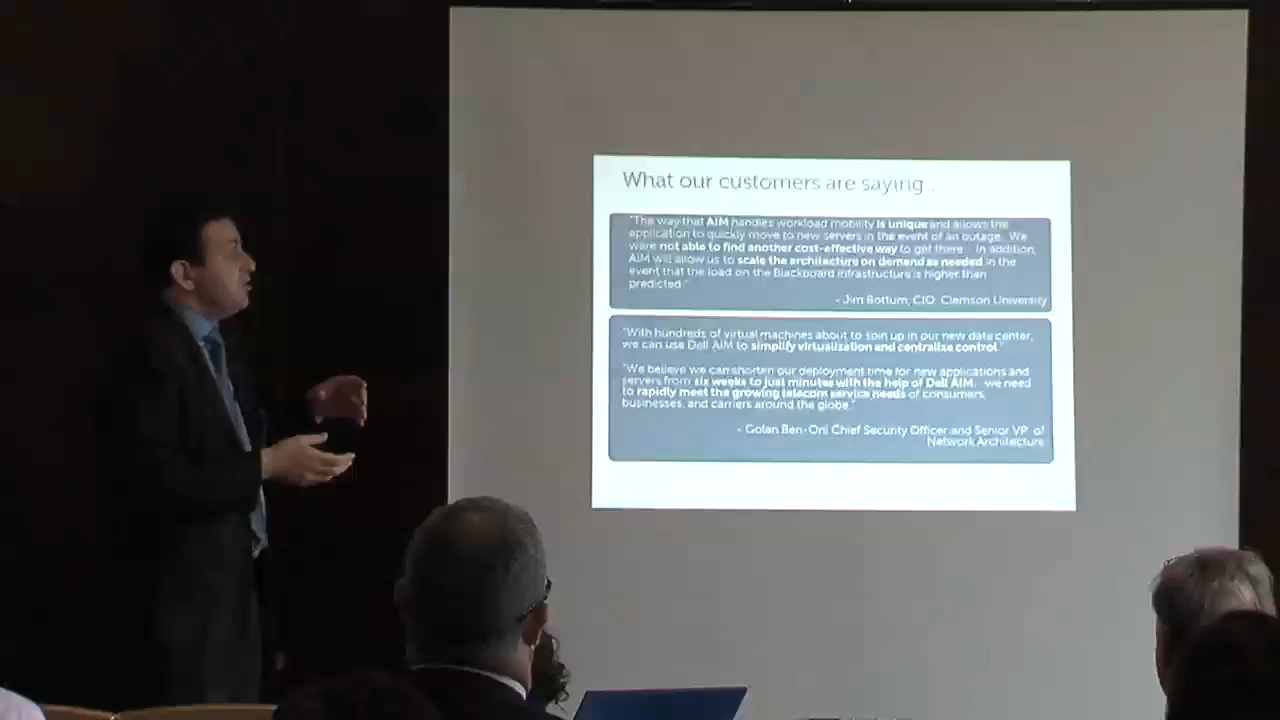 What our customers are saying .
"The way that AIM handles workload mobility is unique and allows the
application to quickly move to new servers in the event of an outage. We
were not able to find another cost-effective way to get there. In addition,
AIM will allow us to scale the architecture on demand as needed in the
event that the load on the Blackboard infrastructure is higher than
predicted."
- Jim Bottum, CIO, Clemson University
"With hundreds of virtual machines about to spin up in our new data center,
we can use Dell AIM to simplify virtualization and centralize control."
"We believe we can shorten our deployment time for new applications and
servers from six weeks to just minutes with the help of Dell AIM. we need
to rapidly meet the growing telecom service needs of consumers,
businesses, and carriers around the globe."
- Golan Ben-Oni Chief Security Officer and Senior VP of
Network Architecture